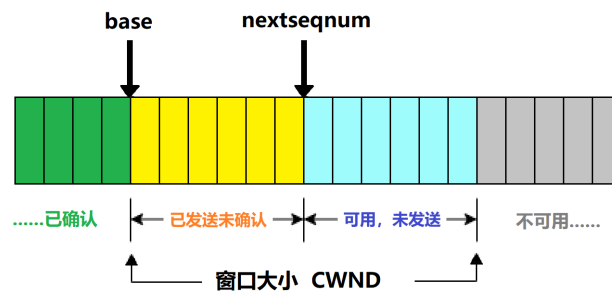 base nextseqnum
……已确认 已发送未确认 可用，未发送 不可用……
窗口大小 CWND